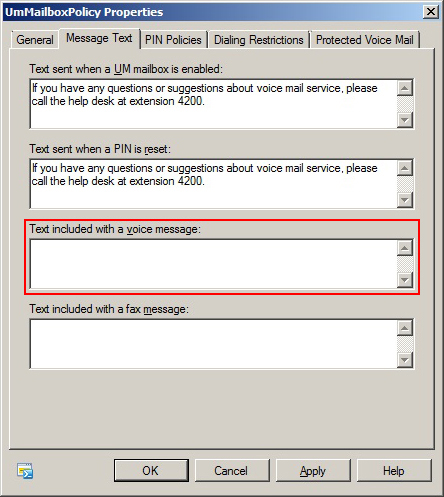 UmMailboxPolicy Properties
General Message Text PIN Policies Dialing Restrictions Protected Voice Mail
Text sent when a UM mailbox is enabled:
If you have any questions or suggestions about voice mail service, please
call the help desk at extension 4200.
Text sent when a PIN is reset:
If you have any questions or suggestions about voice mail service, please
call the help desk at extension 4200.
Text included with a voice message:
Text included with a fax message:
OK Cancel Apply Help